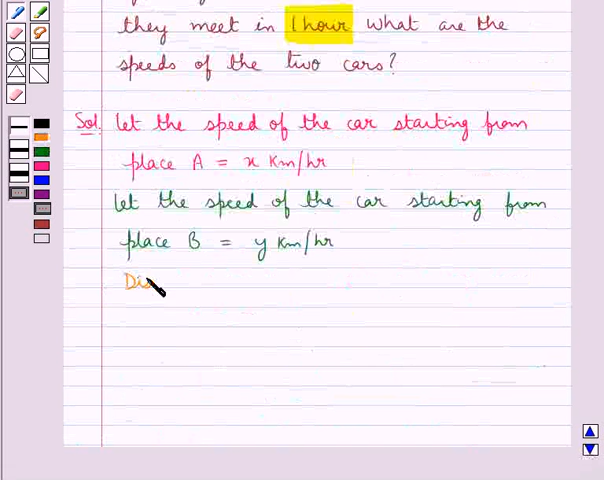 they meet in 1 hour what are the
speeds of the two cars?
Sol. Let the speed of the car starting from
place A = x Km/hr
Let the speed of the car starting from
place B = y Km/hr
Dis